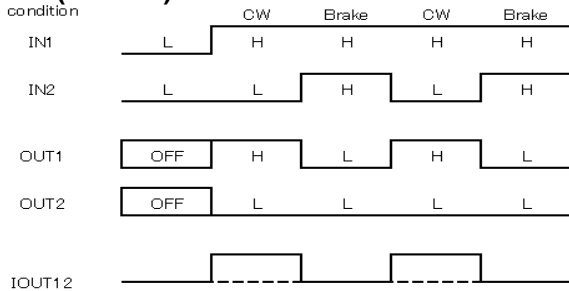 condition CW Brake CW Brake
IN1 L H H H H
IN2 L L H L H
OUT1 OFF H L H L
OUT2 OFF L L L L
IOUT12